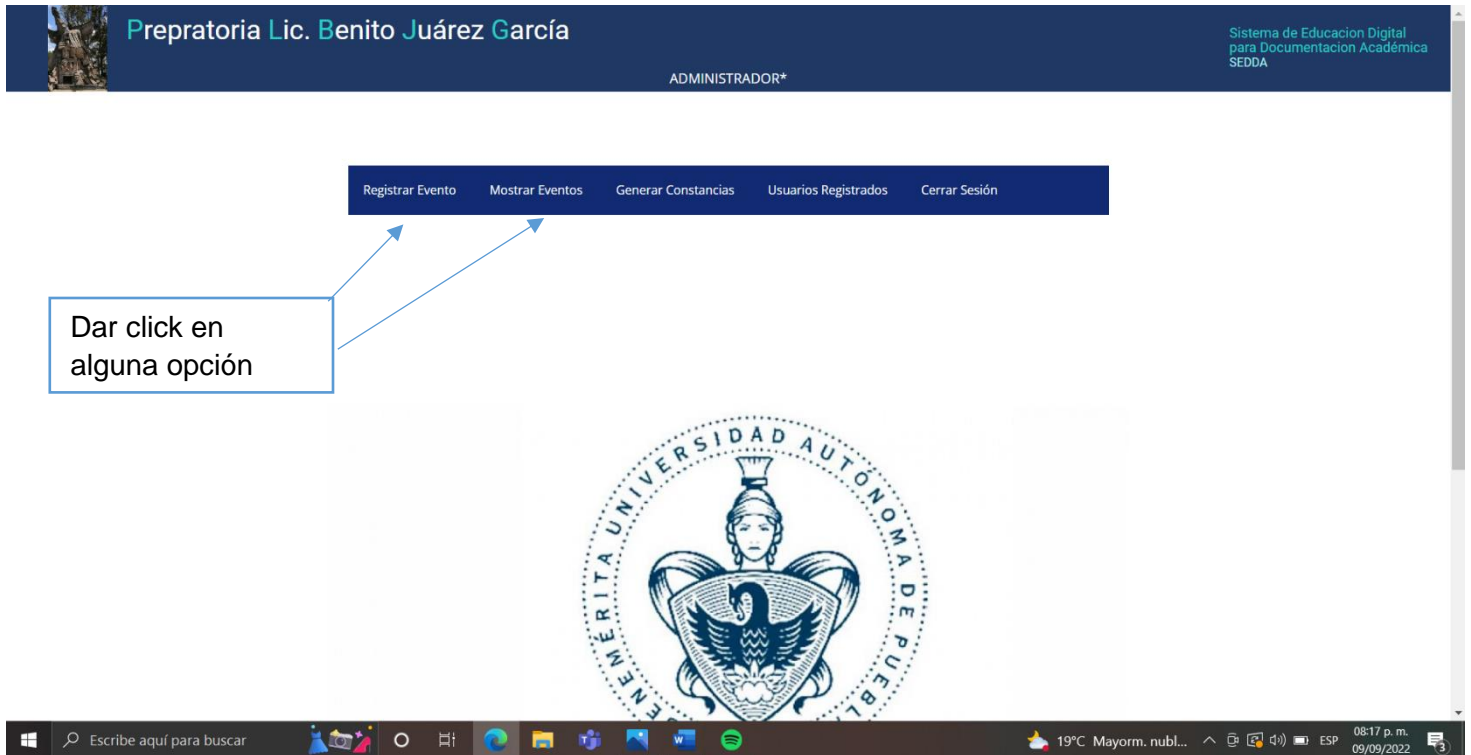 Prepratoria Lic. Benito Juárez García
Sistema de Educacion Digital
para Documentacion Académica
SEDDA
ADMINISTRADOR*
Registrar Evento Mostrar Eventos Generar Constancias Usuarios Registrados Cerrar Sesión
Dar click en
alguna opción
BENEMÉRITA UNIVERSIDAD AUTÓNOMA DE PUEBLA
Escribe aquí para buscar
19°C Mayorm. nubl... ESP 08:17 p. m.
09/09/2022
3